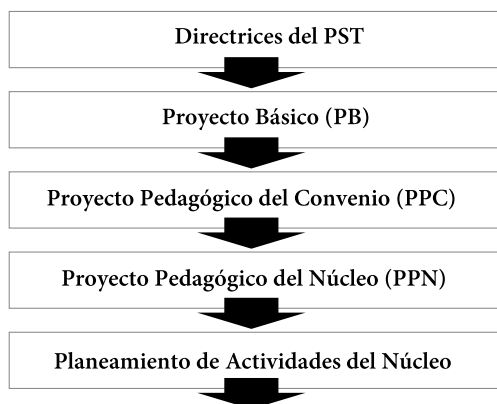 Directrices del PST
Proyecto Básico (PB)
Proyecto Pedagógico del Convenio (PPC)
Proyecto Pedagógico del Núcleo (PPN)
Planeamiento de Actividades del Núcleo